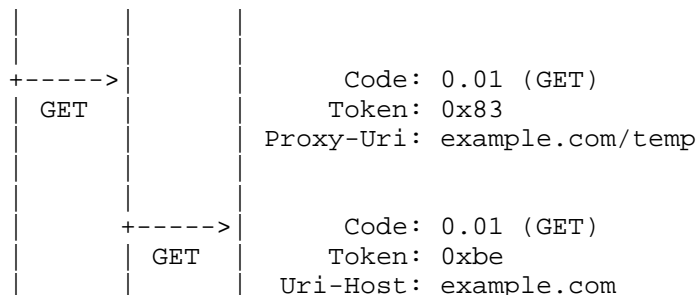 |     |     |
|     |     |
+----->|     |     Code: 0.01 (GET)
| GET |     |     Token: 0x83
|     |     | Proxy-Uri: example.com/temp
|     |     |
|     |     |
|     +----->|     Code: 0.01 (GET)
|     | GET |     Token: 0xbe
|     |     | Uri-Host: example.com